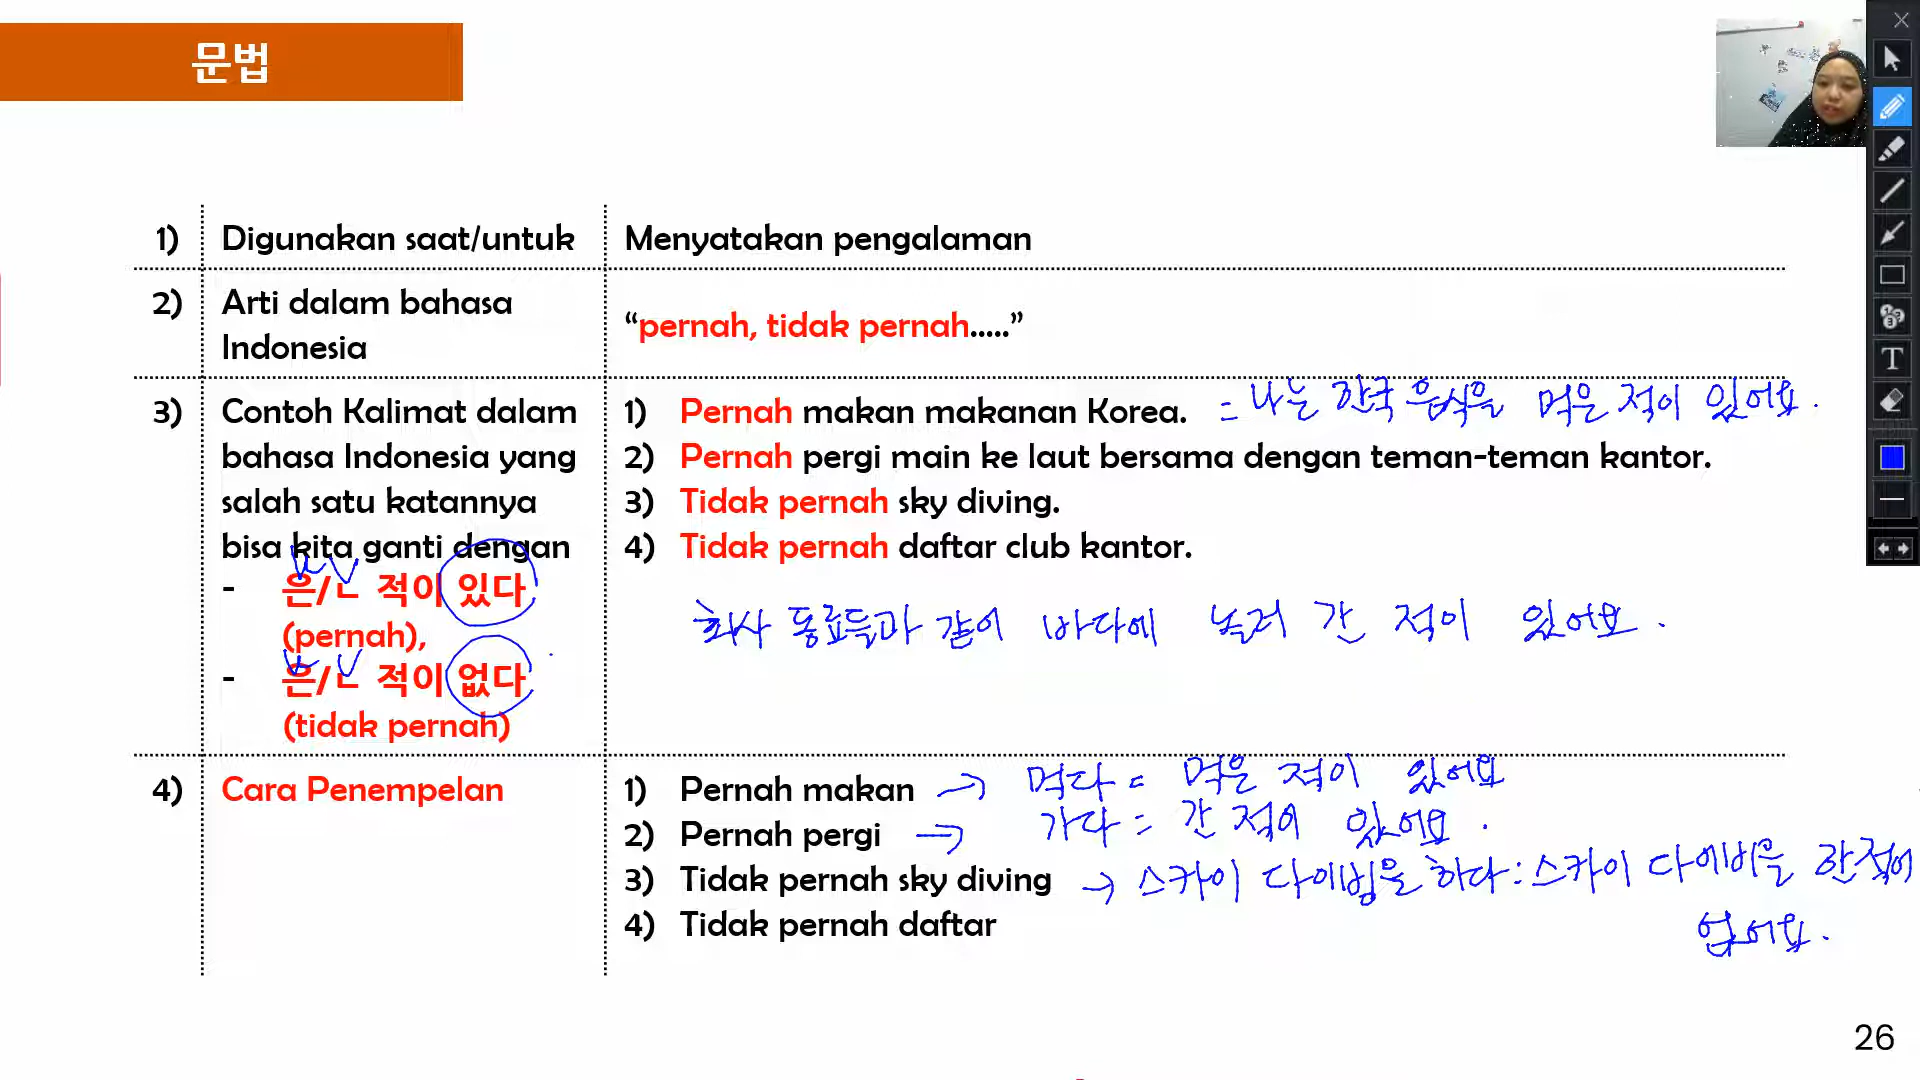 문법
1) Digunakan saat/untuk Menyatakan pengalaman
2) Arti dalam bahasa Indonesia “pernah, tidak pernah.....”
3) Contoh Kalimat dalam
bahasa Indonesia yang
salah satu katannya
bisa kita ganti dengan
- 은/ㄴ 적이 있다
(pernah),
- 은/ㄴ 적이 없다
(tidak pernah)
1) Pernah makan makanan Korea. = 나는 한국 음식을 먹은 적이 있어요.
2) Pernah pergi main ke laut bersama dengan teman-teman kantor.
3) Tidak pernah sky diving.
4) Tidak pernah daftar club kantor.
회사 동료들과 같이 바다에 놀러 간 적이 있어요.
4) Cara Penempelan
1) Pernah makan → 먹다 = 먹은 적이 있어요
2) Pernah pergi → 가다 = 간 적이 있어요.
3) Tidak pernah sky diving → 스카이 다이빙을 하다 : 스카이 다이비을 한 적이
없어요.
4) Tidak pernah daftar
26